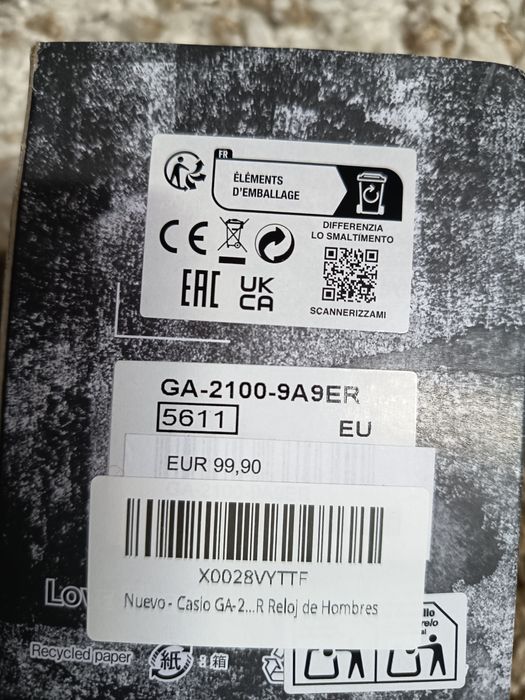 FR
ÉLÉMENTS
D'EMBALLAGE
DIFFERENZIA
LO SMALTIMENTO
CE
EAC
UK
CA
SCANNERIZZAMI
GA-2100-9A9ER
5611
EU
EUR 99,90
X0028VYTTF
Nuevo - Casio GA-2...R Reloj de Hombres
Recycled paper
紙
箱